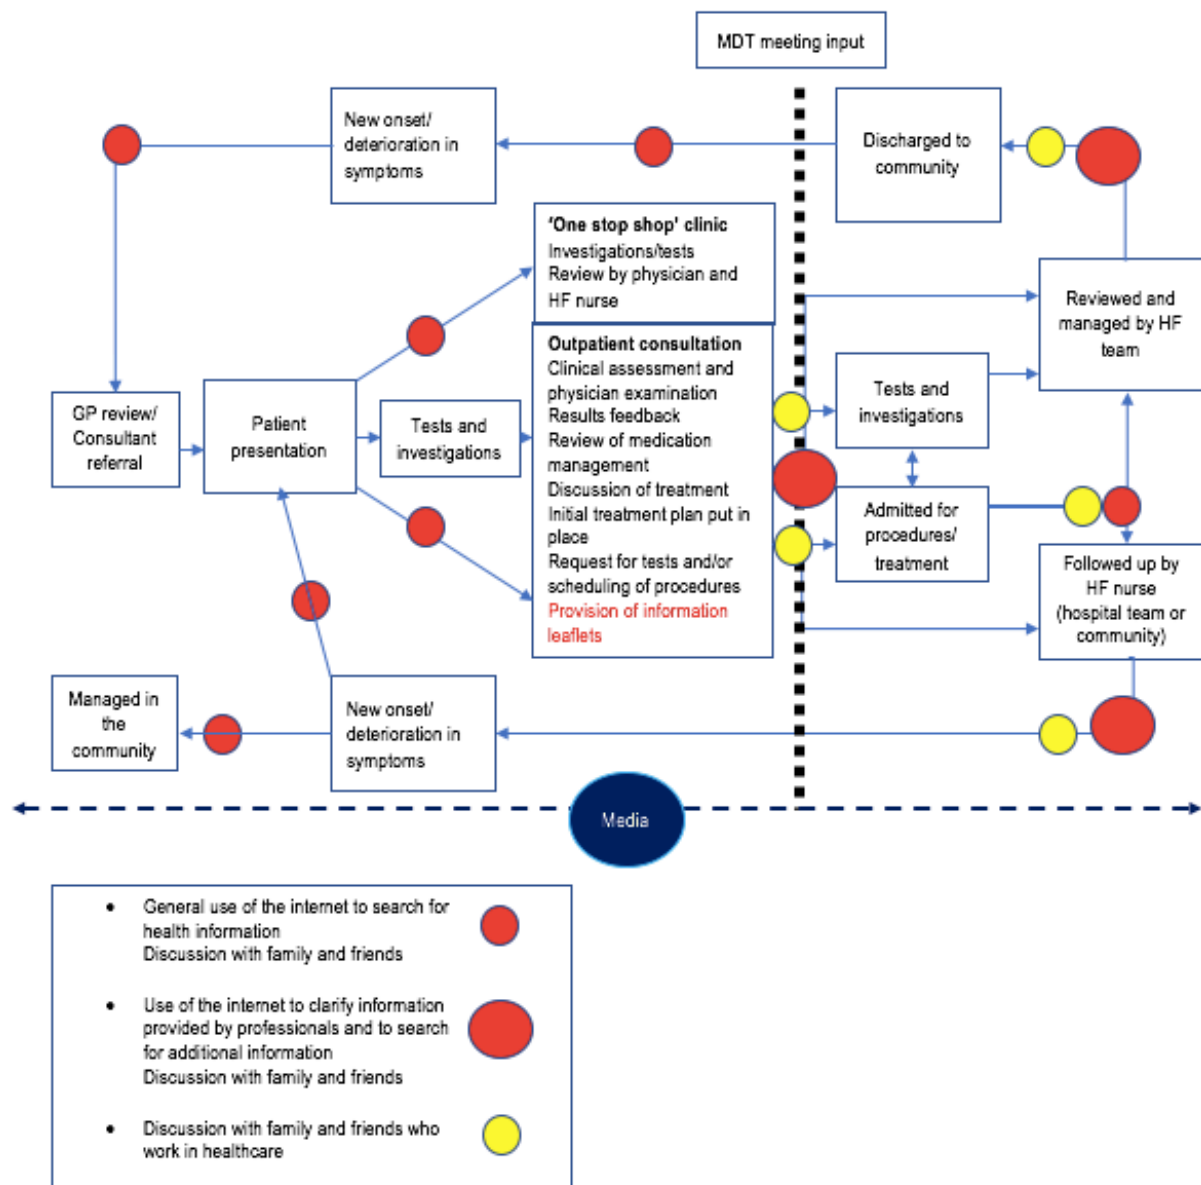 MDT meeting input
New onset/
deterioration in
symptoms
Discharged to
community
'One stop shop' clinic
Investigations/tests
Review by physician and
HF nurse
Reviewed and
managed by HF
team
Outpatient consultation
Clinical assessment and
physician examination
Results feedback
Review of medication
management
Discussion of treatment
Initial treatment plan put in
place
Request for tests and/or
scheduling of procedures
Provision of information
leaflets
GP review/
Consultant
referral
Patient
presentation
Tests and
investigations
Tests and
investigations
Admitted for
procedures/
treatment
Followed up by
HF nurse
(hospital team or
community)
Managed in
the
community
New onset/
deterioration in
symptoms
Media
• General use of the internet to search for
health information
Discussion with family and friends
• Use of the internet to clarify information
provided by professionals and to search
for additional information
Discussion with family and friends
• Discussion with family and friends who
work in healthcare